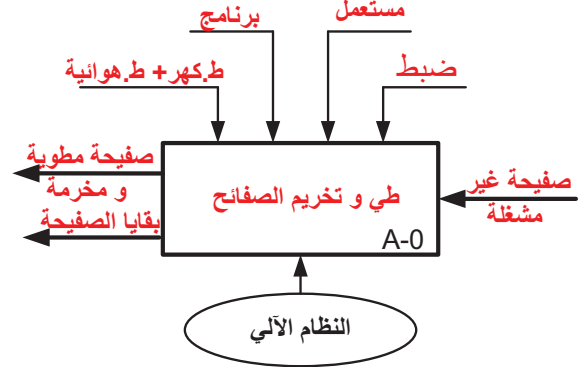 مستعمل
برنامج
ضبط
ط.كهر+ ط.هوائية
صفيحة مطوية
و مخرمة
بقايا الصفيحة
طي و تخريم الصفائح
A-0
صفيحة غير
مشغلة
النظام الآلي